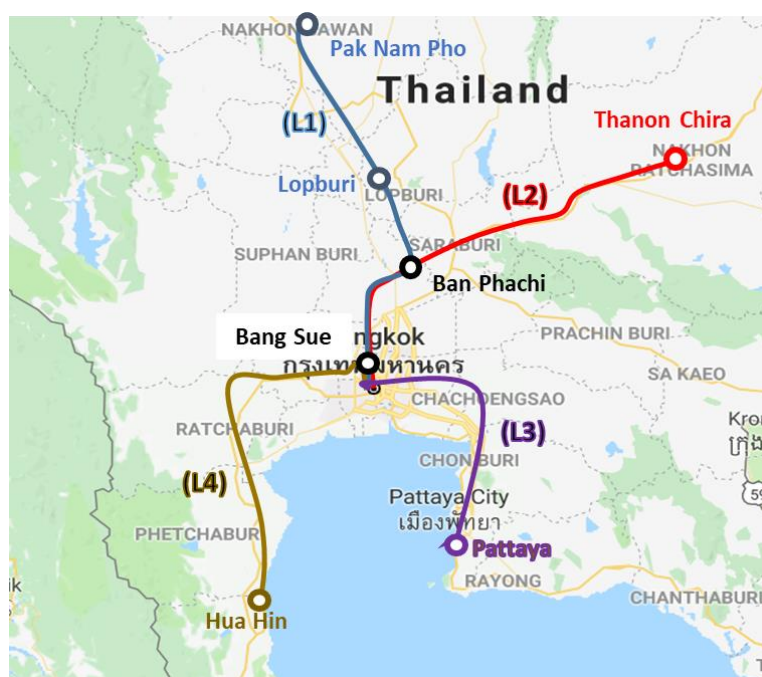 NAKHON SAWAN
Pak Nam Pho
Thailand
(L1)
Thanon Chira
NAKHON
RATCHASIMA
Lopburi
LOPBURI
(L2)
SUPHAN BURI
SARABURI
Ban Phachi
PRACHIN BURI
Bang Sue
ngkok
กรุงเทพมหานคร
SA KAEO
CHACHOENGSAO
RATCHABURI
(L3)
CHON BURI
(L4)
Pattaya City
เมืองพัทยา
PHETCHABUR
Pattaya
RAYONG
CHANTHABURI
Hua Hin